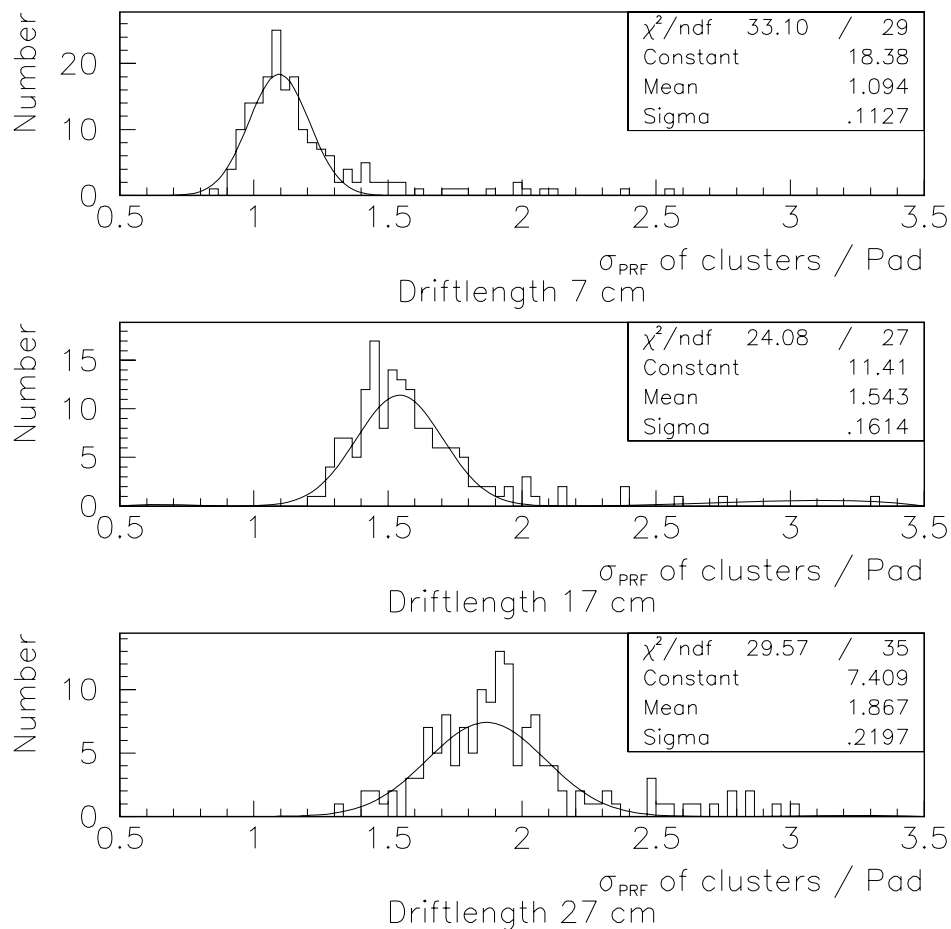 χ²/ndf 33.10 / 29
Constant 18.38
Mean 1.094
Sigma .1127
Number
20
10
0
0.5 1 1.5 2 2.5 3 3.5
σPRF of clusters / Pad
Driftlength 7 cm
χ²/ndf 24.08 / 27
Constant 11.41
Mean 1.543
Sigma .1614
Number
15
10
5
0
0.5 1 1.5 2 2.5 3 3.5
σPRF of clusters / Pad
Driftlength 17 cm
χ²/ndf 29.57 / 35
Constant 7.409
Mean 1.867
Sigma .2197
Number
10
5
0
0.5 1 1.5 2 2.5 3 3.5
σPRF of clusters / Pad
Driftlength 27 cm